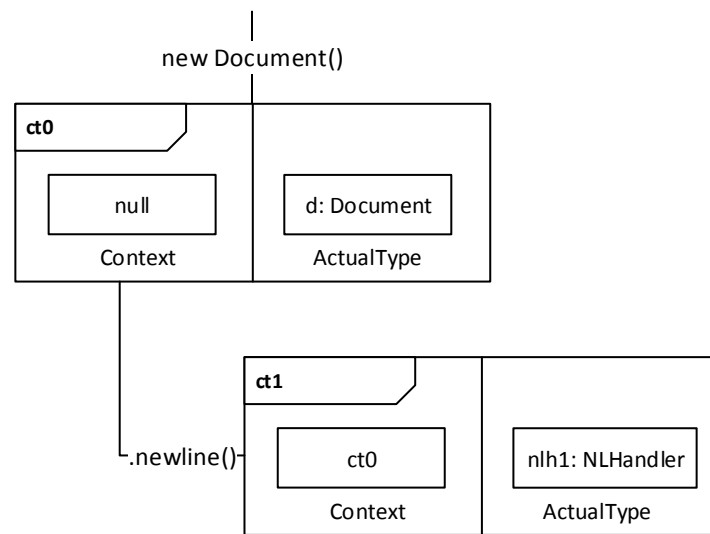 new Document()
ct0
null
d: Document
Context
ActualType
ct1
.newline()
ct0
nlh1: NLHandler
Context
ActualType